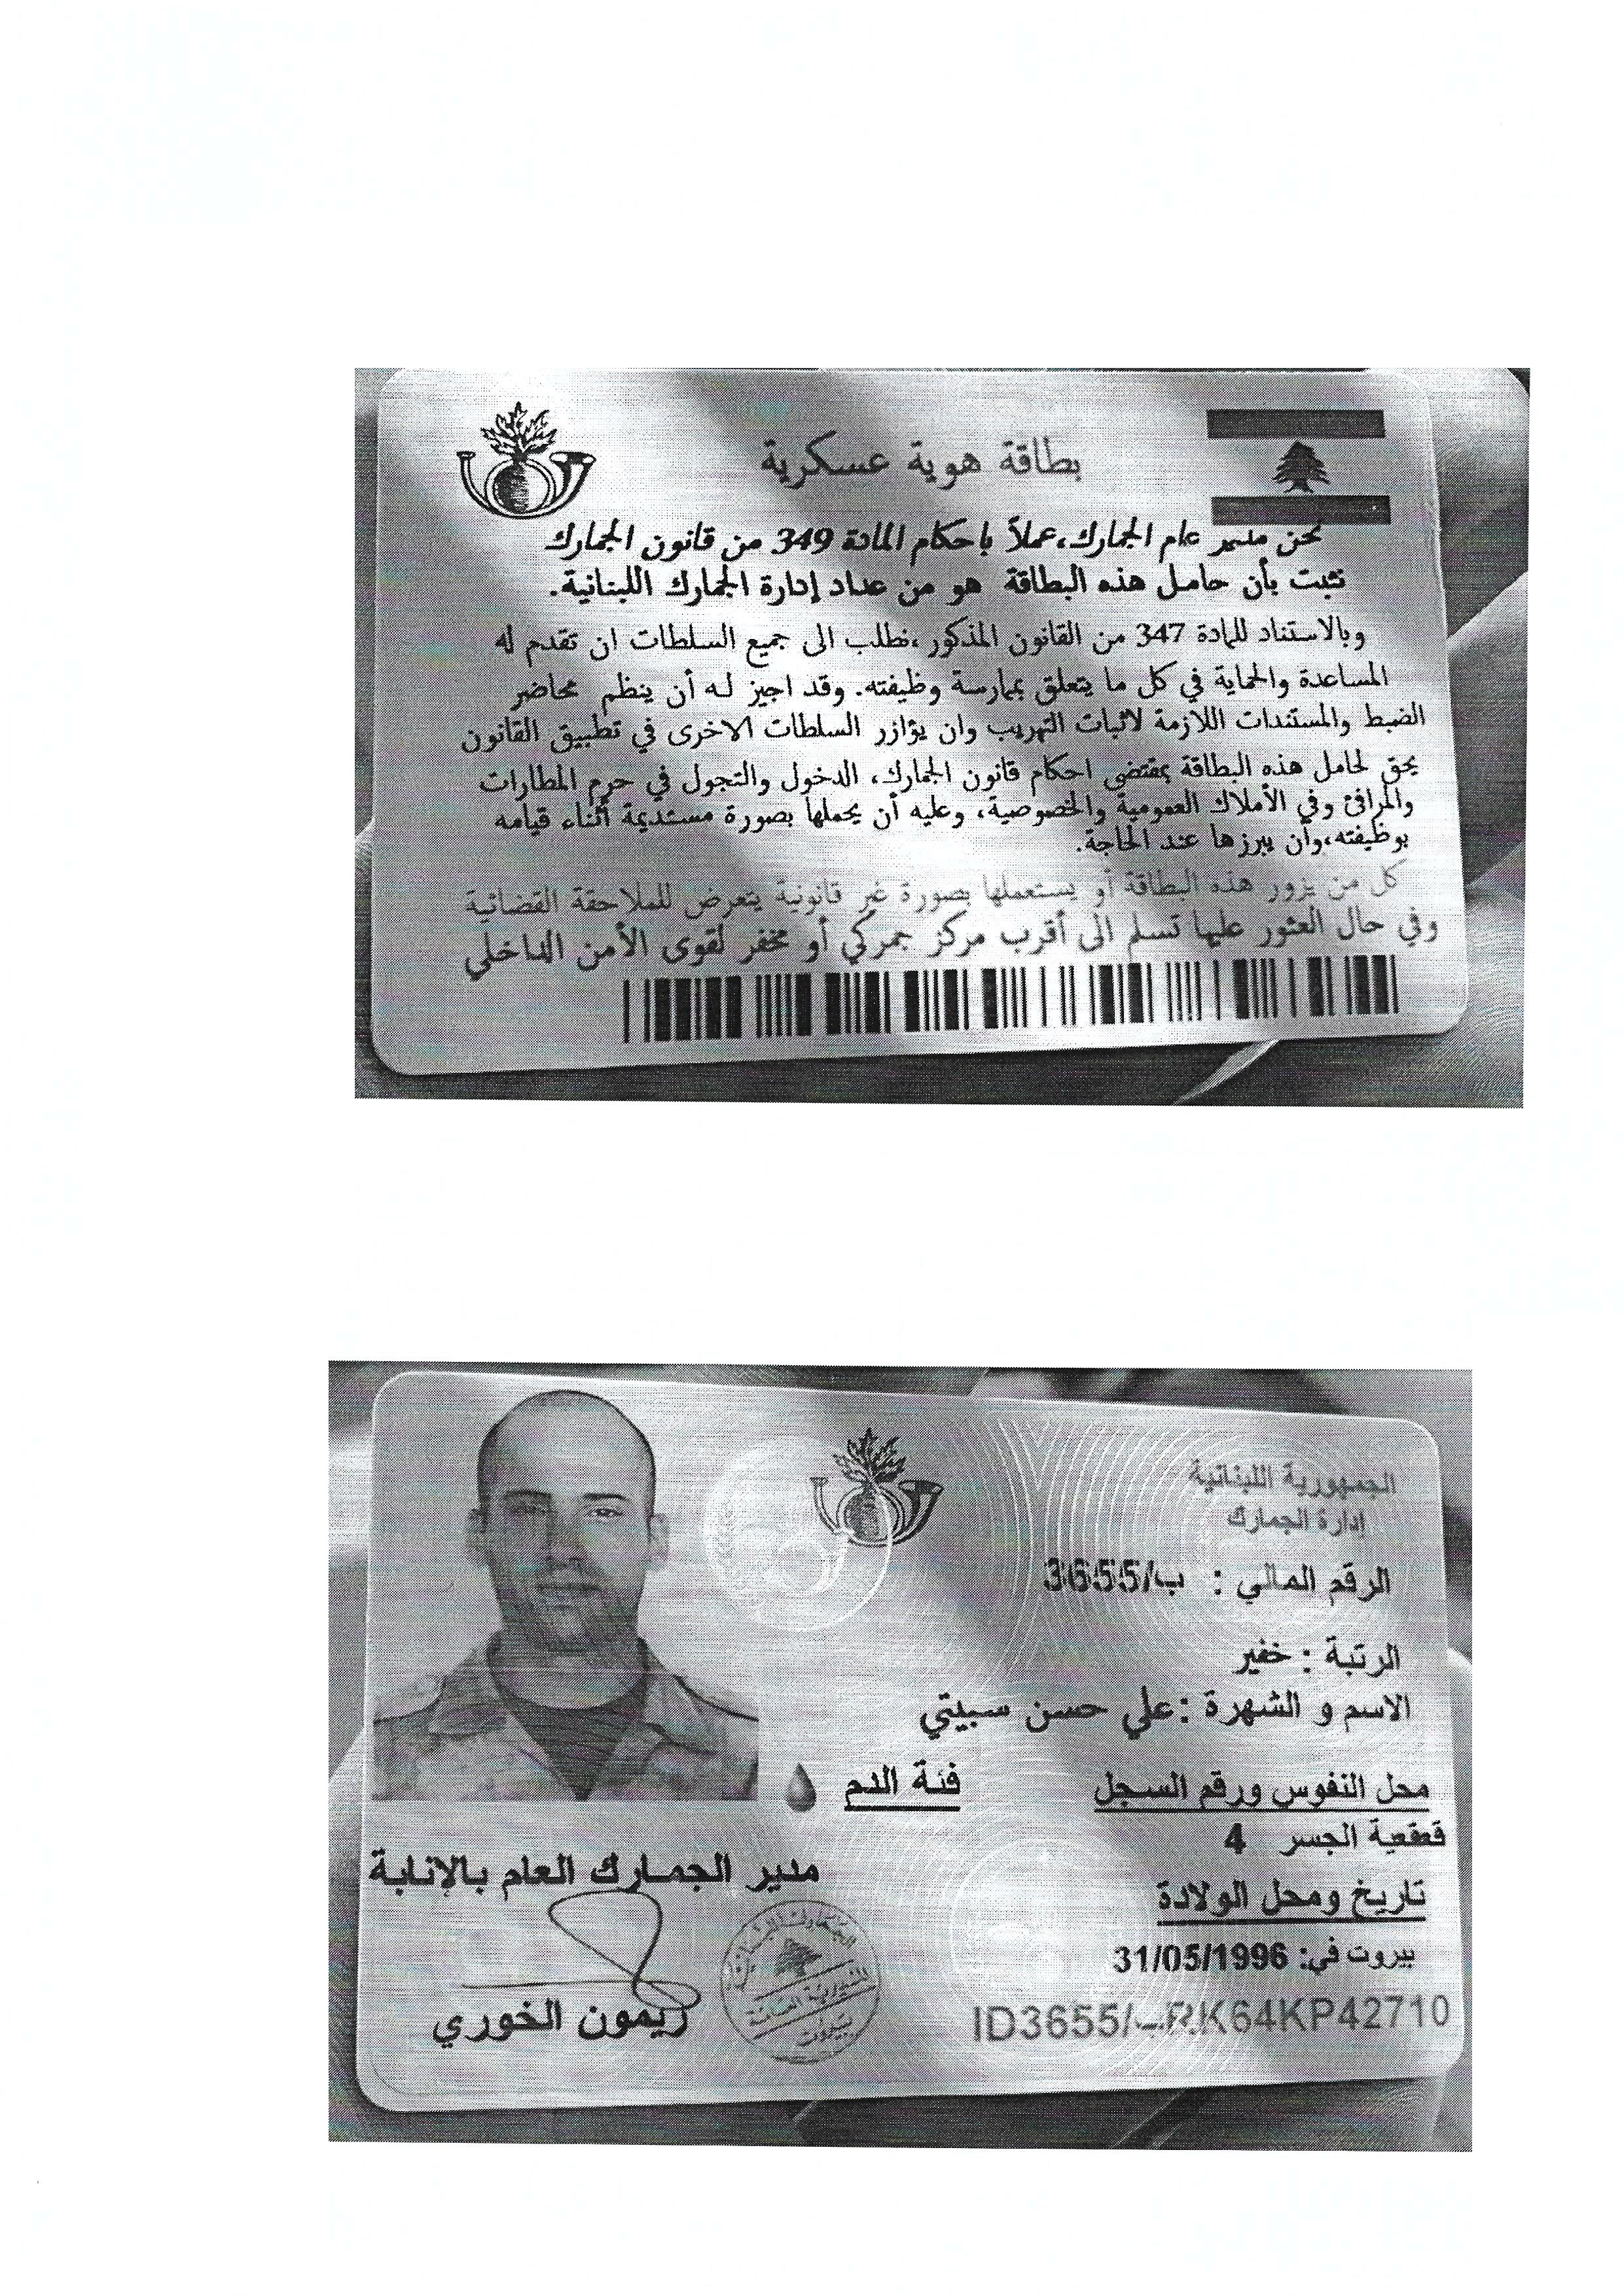 بطاقة هوية عسكرية
نحن مدير عام الجمارك،عملاً باحكام المادة 349 من قانون الجمارك
نثبت بأن حامل هذه البطاقة هو من عداد إدارة الجمارك اللبنانية.
وبالاستناد للمادة 347 من القانون المذكور،نطلب الى جميع السلطات ان تقدم له
المساعدة والحماية في كل ما يتعلق بممارسة وظيفته. وقد اجيز له أن ينظم محاضر
الضبط والمستندات اللازمة لاثبات التهريب وان يؤازر السلطات الاخرى في تطبيق القانون
يحق لحامل هذه البطاقة بمقتضى احكام قانون الجمارك، الدخول والتجول في حرم المطارات
والمرافئ وفي الأملاك العمومية والخصوصية، وعليه أن يحملها بصورة مستديمة أثناء قيامه
بوظيفته،وأن يبرزها عند الحاجة.
كل من يزور هذه البطاقة أو يستعملها بصورة غير قانونية يتعرض للملاحقة القضائية
وفي حال العثور عليها تسلم الى أقرب مركز جمركي أو مخفر لقوى الأمن الداخلي
الجمهورية اللبنانية
إدارة الجمارك
الرقم المالي : 3655/ب
الرتبة : خفير
الاسم و الشهرة :علي حسن سبيتي
محل النفوس ورقم السجل
قعقعية الجسر 4
تاريخ ومحل الولادة
بيروت في: 31/05/1996
ID3655/بRK64KP42710
فئة الدم
مدير الجمارك العام بالإنابة
ريمون الخوري